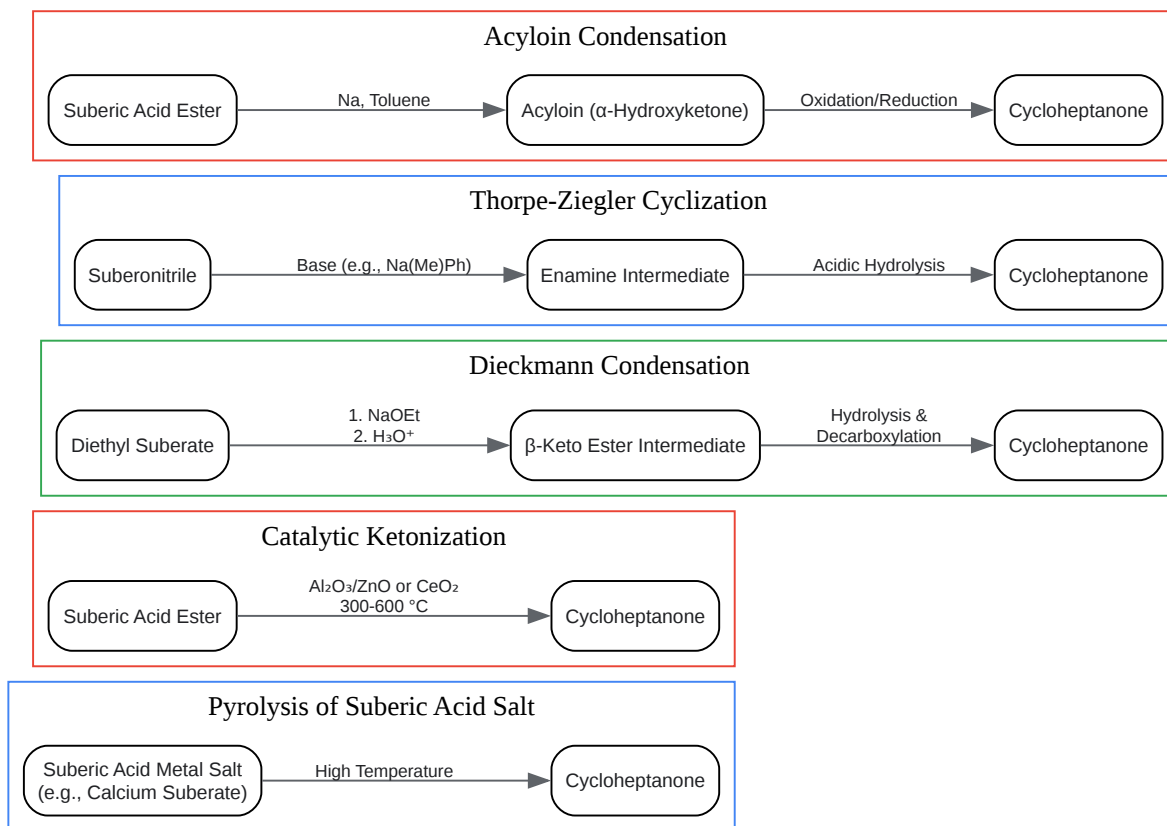 Acyloin Condensation
Suberic Acid Ester
Na, Toluene
Acyloin (α-Hydroxyketone)
Oxidation/Reduction
Cycloheptanone
Thorpe-Ziegler Cyclization
Suberonitrile
Base (e.g., Na(Me)Ph)
Enamine Intermediate
Acidic Hydrolysis
Cycloheptanone
Dieckmann Condensation
Diethyl Suberate
1. NaOEt
2. H₃O⁺
β-Keto Ester Intermediate
Hydrolysis &
Decarboxylation
Cycloheptanone
Catalytic Ketonization
Suberic Acid Ester
Al₂O₃/ZnO or CeO₂
300-600 °C
Cycloheptanone
Pyrolysis of Suberic Acid Salt
Suberic Acid Metal Salt
(e.g., Calcium Suberate)
High Temperature
Cycloheptanone